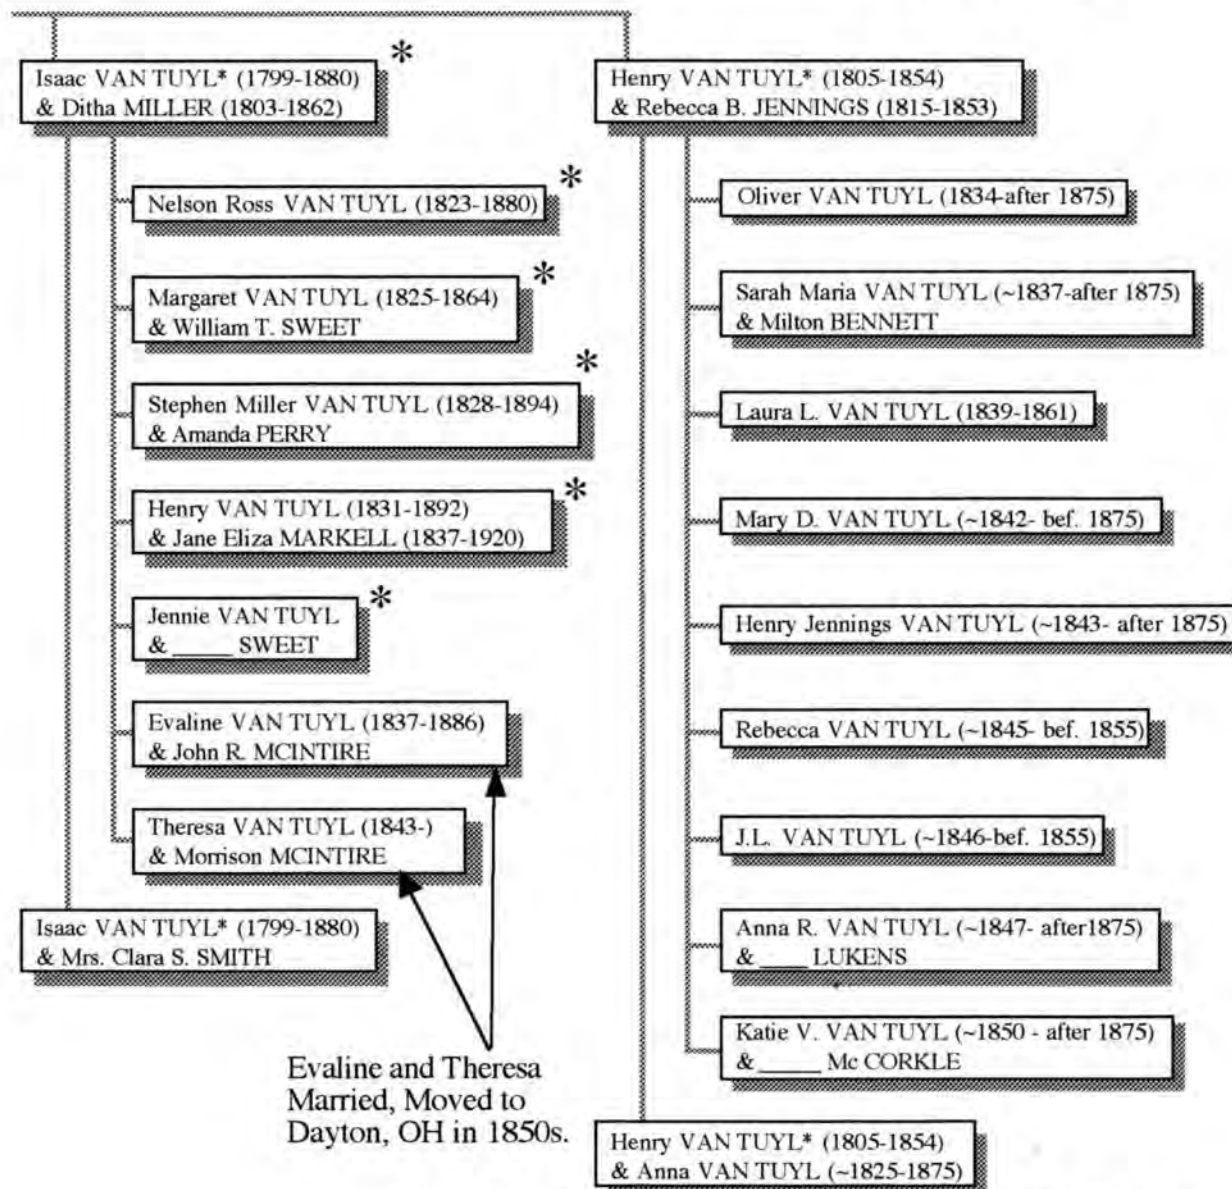 Isaac VAN TUYL* (1799-1880) *
& Ditha MILLER (1803-1862)
Nelson Ross VAN TUYL (1823-1880) *
Margaret VAN TUYL (1825-1864) *
& William T. SWEET
Stephen Miller VAN TUYL (1828-1894) *
& Amanda PERRY
Henry VAN TUYL (1831-1892) *
& Jane Eliza MARKELL (1837-1920)
Jennie VAN TUYL *
& _____ SWEET
Evaline VAN TUYL (1837-1886)
& John R. MCINTIRE
Theresa VAN TUYL (1843-)
& Morrison MCINTIRE
Isaac VAN TUYL* (1799-1880)
& Mrs. Clara S. SMITH
Evaline and Theresa
Married, Moved to
Dayton, OH in 1850s.
Henry VAN TUYL* (1805-1854)
& Rebecca B. JENNINGS (1815-1853)
Oliver VAN TUYL (1834-after 1875)
Sarah Maria VAN TUYL (~1837-after 1875)
& Milton BENNETT
Laura L. VAN TUYL (1839-1861)
Mary D. VAN TUYL (~1842- bef. 1875)
Henry Jennings VAN TUYL (~1843- after 1875)
Rebecca VAN TUYL (~1845- bef. 1855)
J.L. VAN TUYL (~1846-bef. 1855)
Anna R. VAN TUYL (~1847- after1875)
& ____ LUKENS
Katie V. VAN TUYL (~1850 - after 1875)
& _____ Mc CORKLE
Henry VAN TUYL* (1805-1854)
& Anna VAN TUYL (~1825-1875)